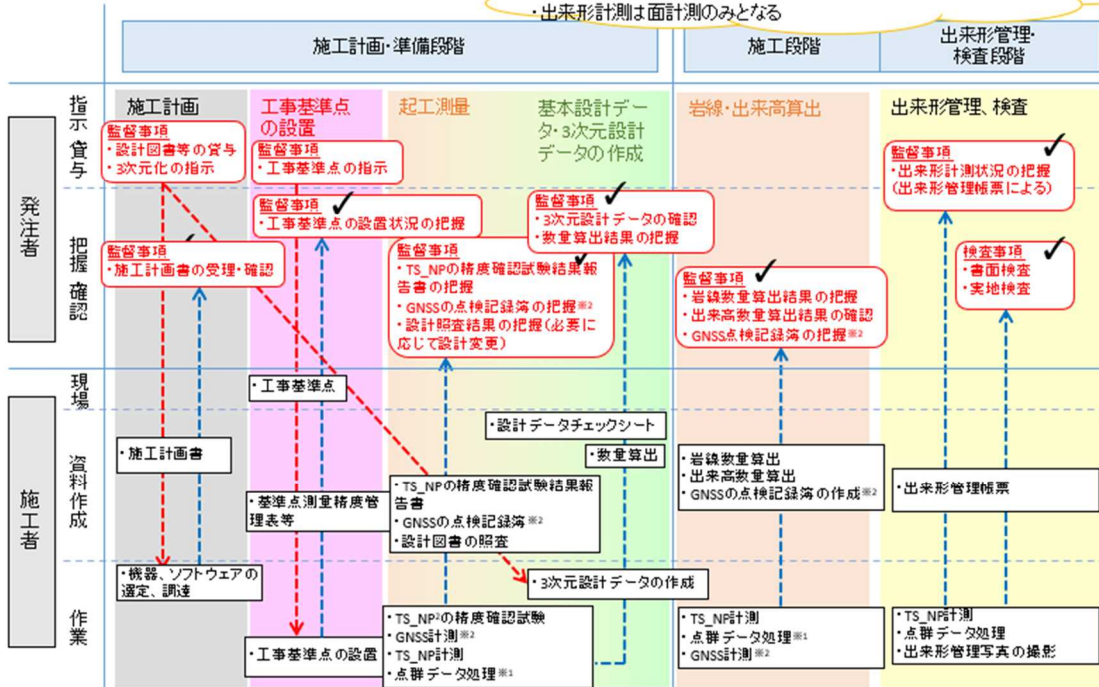 ・出来形計測は面計測のみとなる
施工計画・準備段階
施工段階
出来形管理・
検査段階
発注者
指示
貸与
把握
確認
施工者
現場
資料作成
作業
施工計画
監督事項
・設計図書等の貸与
・3次元化の指示
監督事項
・施工計画書の受理・確認
・施工計画書
・機器、ソフトウェアの
選定、調達
工事基準点
の設置
監督事項
・工事基準点の指示
監督事項
・工事基準点の設置状況の把握
・工事基準点
・基準点測量精度管
理表等
・工事基準点の設置
起工測量
監督事項
・TS_NPの精度確認試験結果報
告書の把握
・GNSSの点検記録簿の把握※2
・設計照査結果の把握(必要に
応じて設計変更)
・TS_NPの精度確認試験結果報
告書
・GNSSの点検記録簿※2
・設計図書の照査
・TS_NP²の精度確認試験
・GNSS計測※2
・TS_NP計測
・点群データ処理※1
基本設計デー
タ・3次元設計
データの作成
監督事項
・3次元設計データの確認
・数量算出結果の把握
・設計データチェックシート
・数量算出
・3次元設計データの作成
岩線・出来高算出
監督事項
・岩線数量算出結果の把握
・出来高数量算出結果の確認
・GNSS点検記録簿の把握※2
・岩線数量算出
・出来高数量算出
・GNSSの点検記録簿の作成※2
・TS_NP計測
・点群データ処理※1
・GNSS計測※2
出来形管理、検査
監督事項
・出来形計測状況の把握
(出来形管理帳票による)
検査事項
・書面検査
・実地検査
・出来形管理帳票
・TS_NP計測
・点群データ処理
・出来形管理写真の撮影